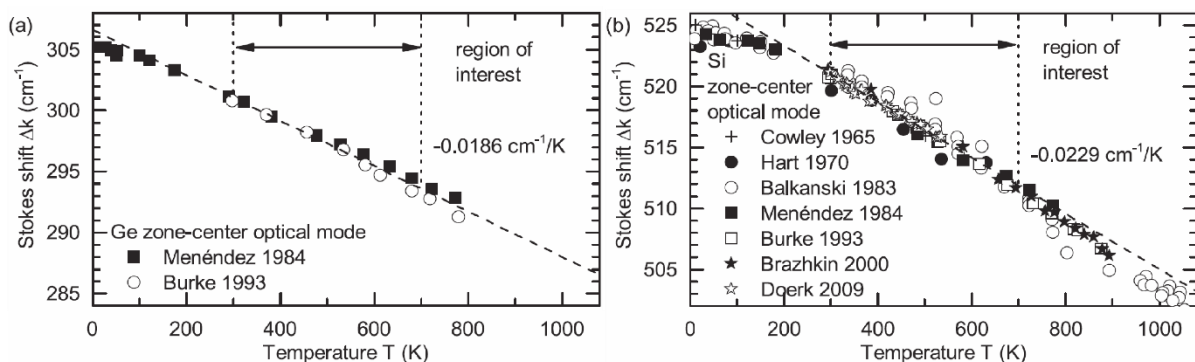 (a)
305
300
295
290
285
Stokes shift Δk (cm⁻¹)
region of
interest
-0.0186 cm⁻¹/K
Ge zone-center optical mode
Menéndez 1984
Burke 1993
0 200 400 600 800 1000
Temperature T (K)
(b)
525
520
515
510
505
Stokes shift Δk (cm⁻¹)
region of
interest
-0.0229 cm⁻¹/K
Si
zone-center
optical mode
Cowley 1965
Hart 1970
Balkanski 1983
Menéndez 1984
Burke 1993
Brazhkin 2000
Doerk 2009
0 200 400 600 800 1000
Temperature T (K)